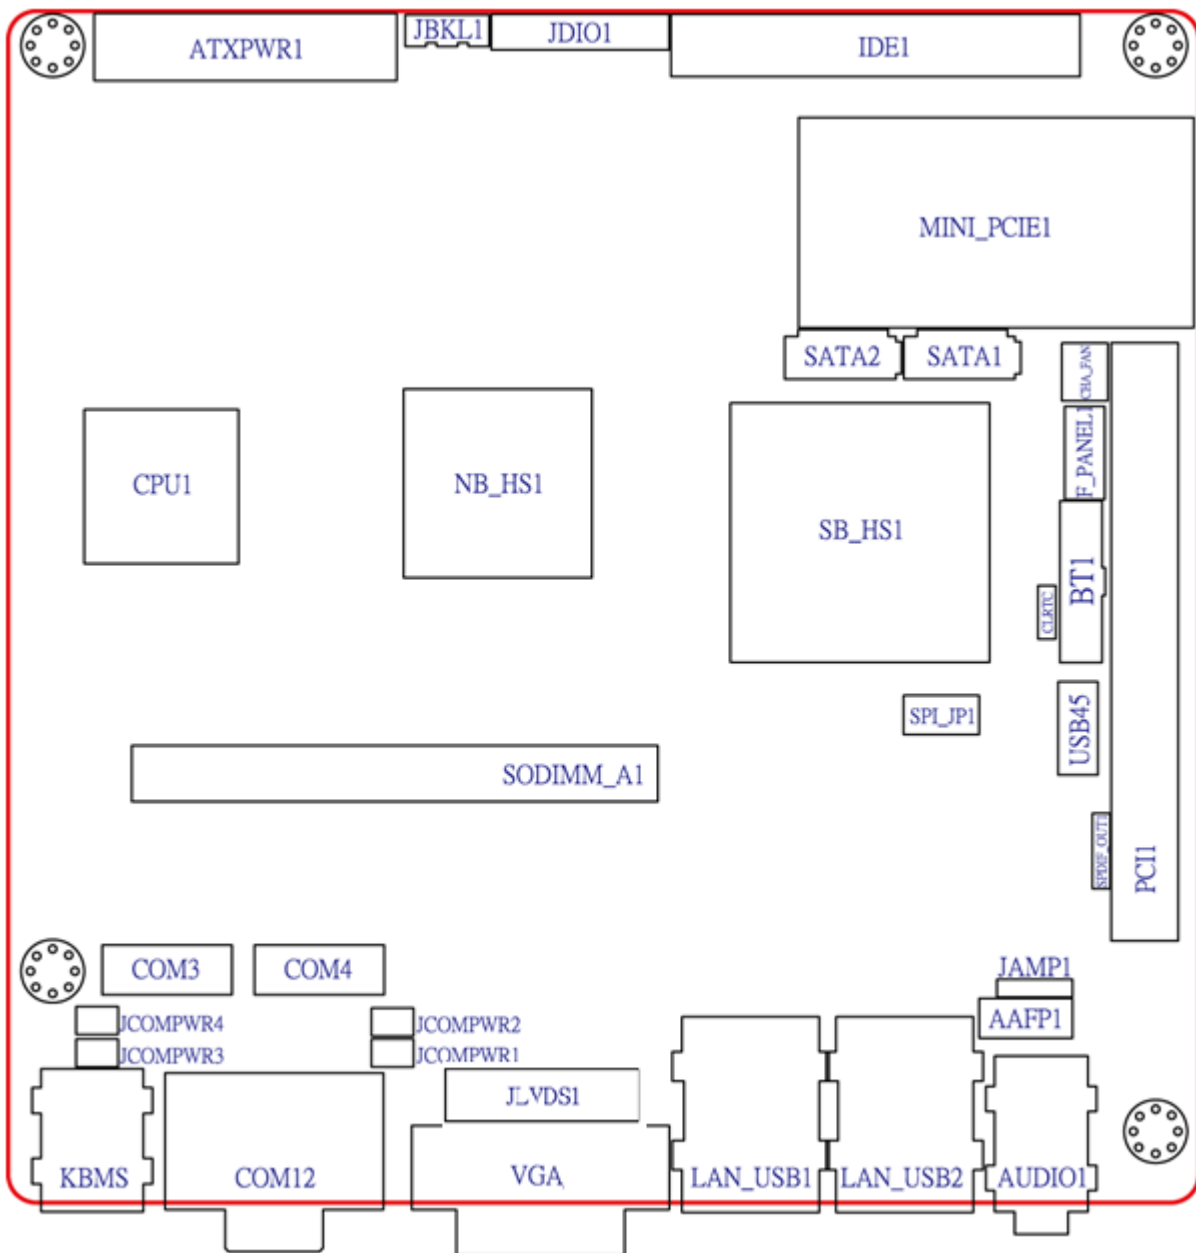 ATXPWR1
JBKL1
JDIO1
IDE1
MINI_PCIE1
SATA2
SATA1
CHA_FAN
F_PANEL1
CPU1
NB_HS1
SB_HS1
BT1
CLRTC
SPI_JP1
USB45
SODIMM_A1
SPDIF_OUT1
PCI1
COM3
COM4
JAMP1
AAFP1
JCOMPWR4
JCOMPWR2
JCOMPWR3
JCOMPWR1
JLVDS1
KBMS
COM12
VGA
LAN_USB1
LAN_USB2
AUDIO1